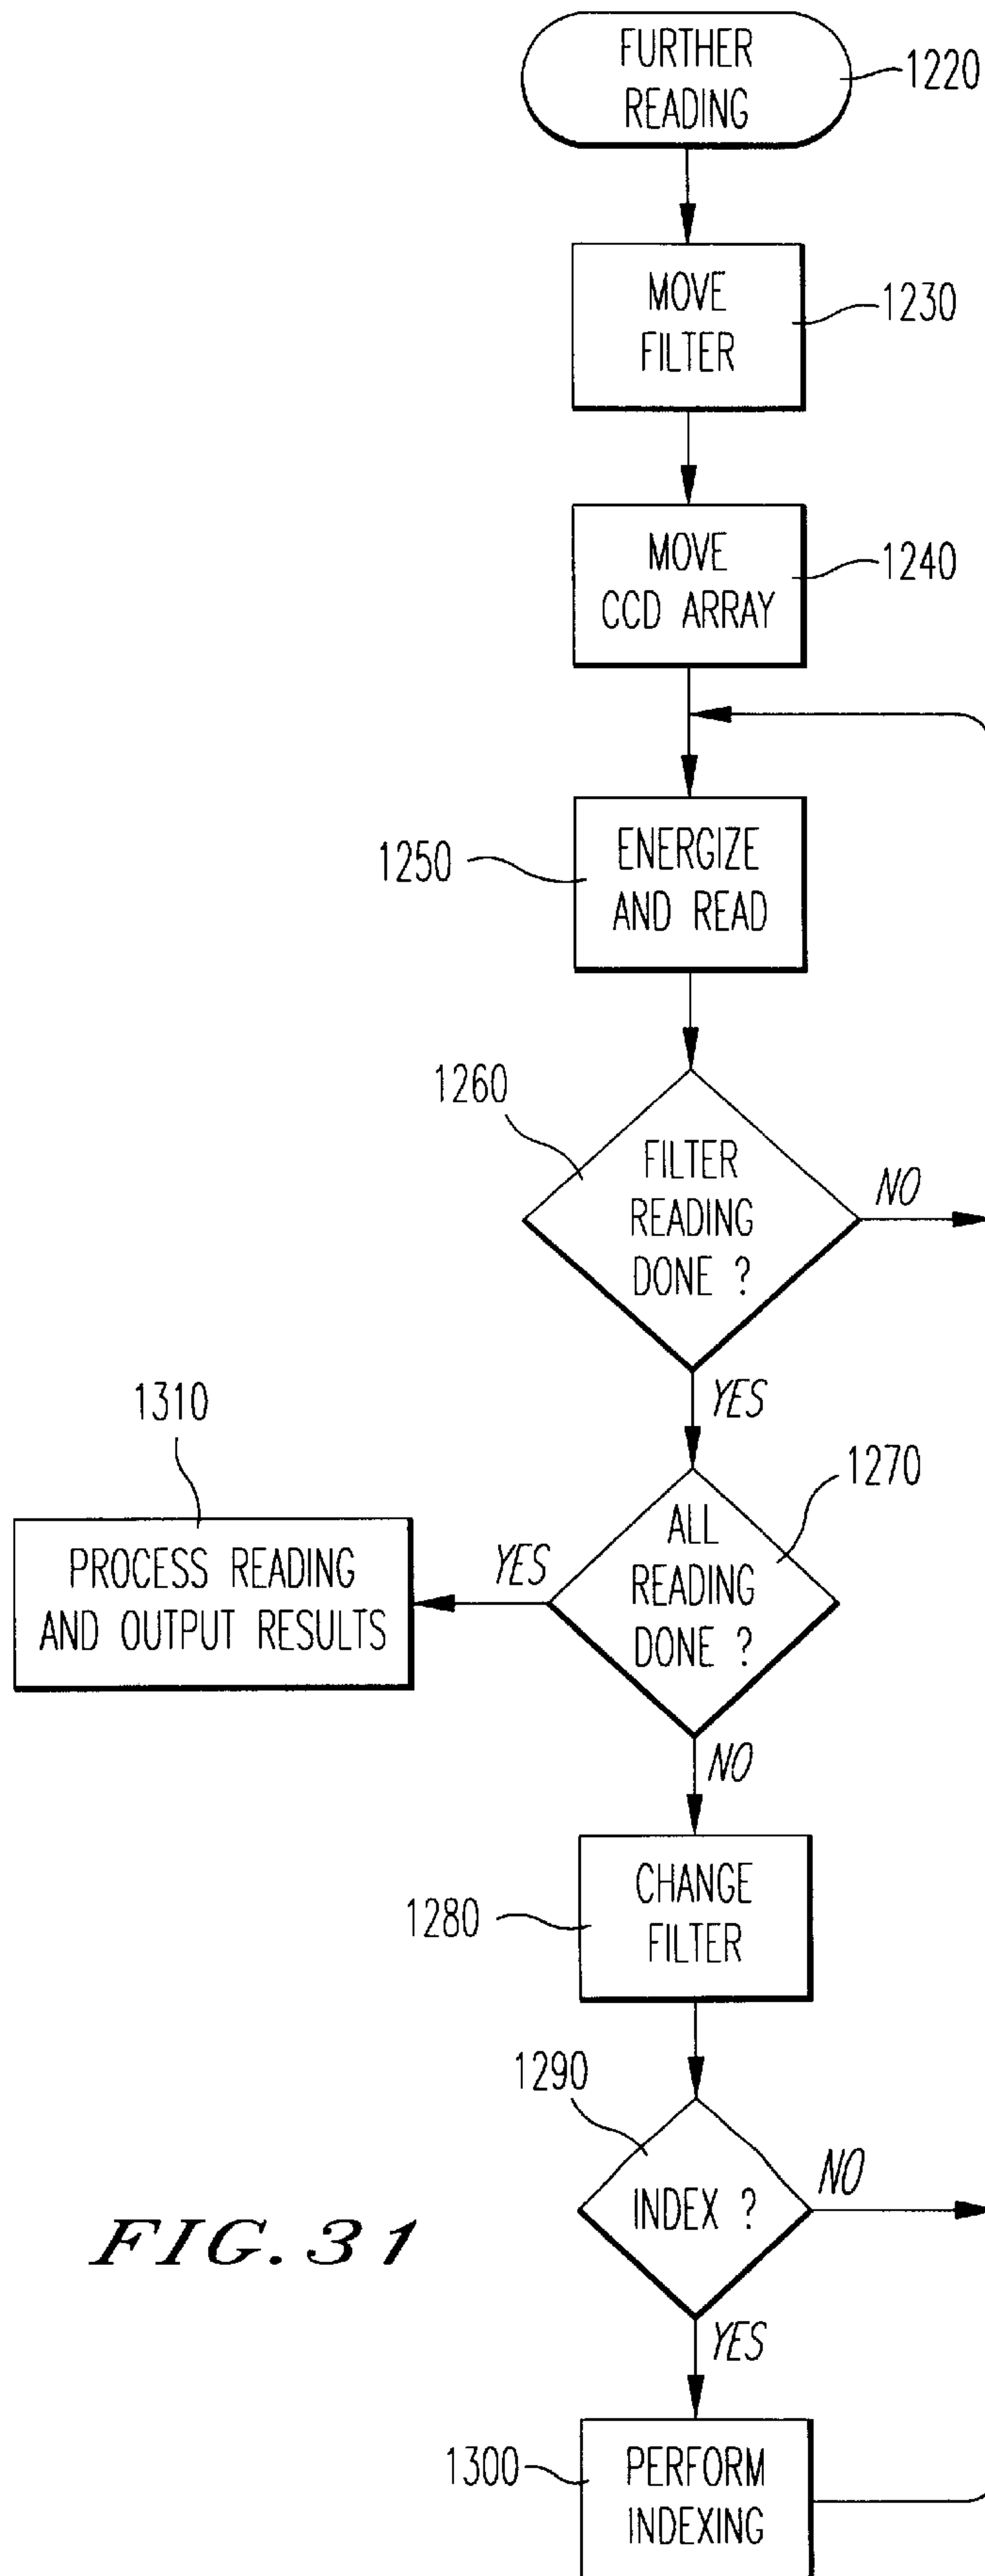 FURTHER
READING
1220
MOVE
FILTER
1230
MOVE
CCD ARRAY
1240
1250
ENERGIZE
AND READ
1260
FILTER
READING
DONE ?
NO
YES
1310
1270
ALL
READING
DONE ?
YES
PROCESS READING
AND OUTPUT RESULTS
NO
1280
CHANGE
FILTER
1290
INDEX ?
NO
FIG. 31
YES
1300
PERFORM
INDEXING